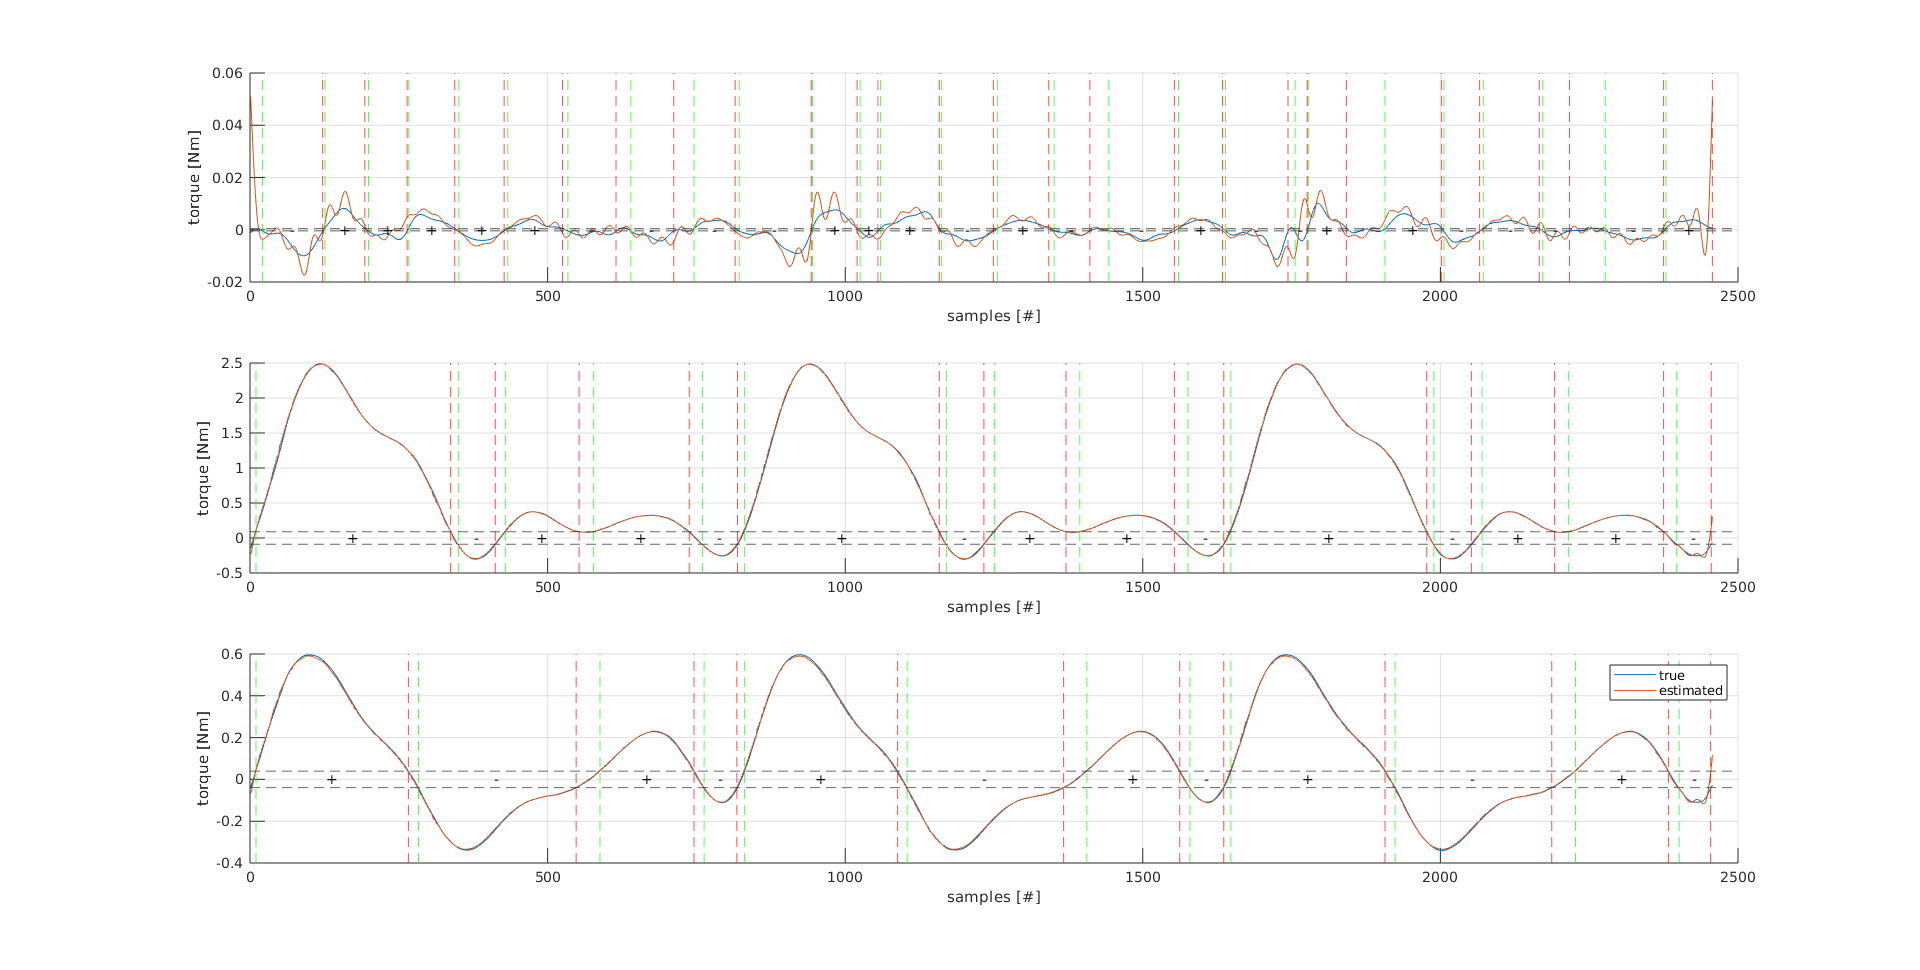 0.06
0.04
0.02
0
-0.02
torque [Nm]
0 500 1000 1500 2000 2500
samples [#]
2.5
2
1.5
1
0.5
0
-0.5
torque [Nm]
+ - + + - + - + + - + - + + -
0 500 1000 1500 2000 2500
samples [#]
0.6
0.4
0.2
0
-0.2
-0.4
torque [Nm]
true
estimated
+ - + - + - + - + - + -
0 500 1000 1500 2000 2500
samples [#]